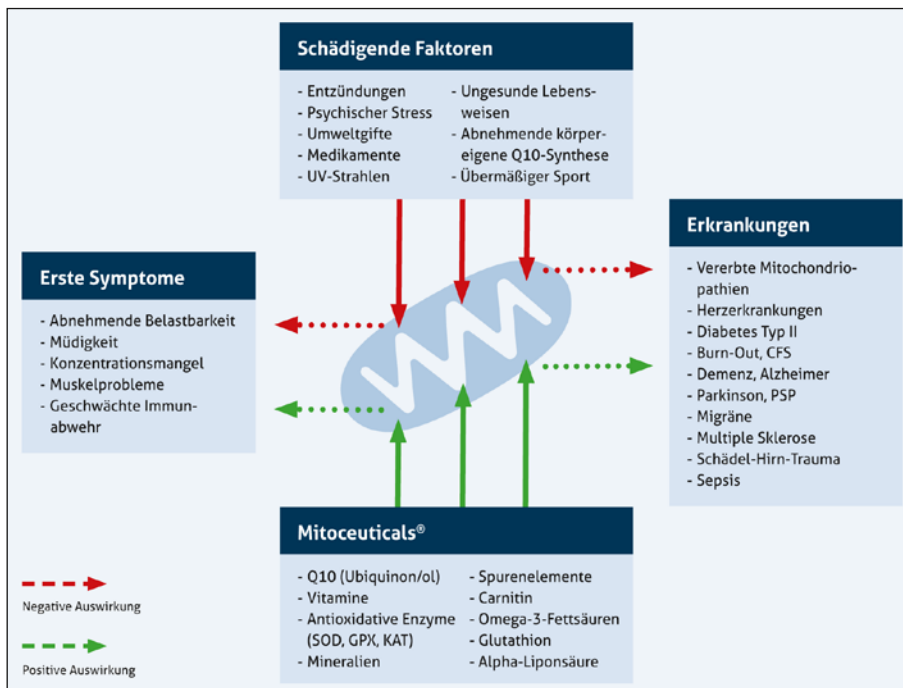 Schädigende Faktoren
- Entzündungen
- Psychischer Stress
- Umweltgifte
- Medikamente
- UV-Strahlen
- Ungesunde Lebens-
weisen
- Abnehmende körper-
eigene Q10-Synthese
- Übermäßiger Sport
Erste Symptome
- Abnehmende Belastbarkeit
- Müdigkeit
- Konzentrationsmangel
- Muskelprobleme
- Geschwächte Immun-
abwehr
Erkrankungen
- Vererbte Mitochondrio-
pathien
- Herzerkrankungen
- Diabetes Typ II
- Burn-Out, CFS
- Demenz, Alzheimer
- Parkinson, PSP
- Migräne
- Multiple Sklerose
- Schädel-Hirn-Trauma
- Sepsis
Mitoceuticals®
- Q10 (Ubiquinon/ol)
- Vitamine
- Antioxidative Enzyme
(SOD, GPX, KAT)
- Mineralien
- Spurenelemente
- Carnitin
- Omega-3-Fettsäuren
- Glutathion
- Alpha-Liponsäure
Negative Auswirkung
Positive Auswirkung